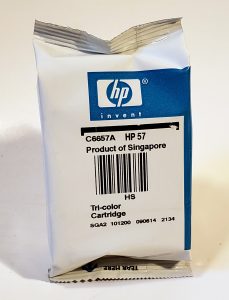 hp
invent
C6657A HP 57
Product of Singapore
HS
Tri-color
Cartridge
SGA2 101200 090614 2134
TEAR HERE